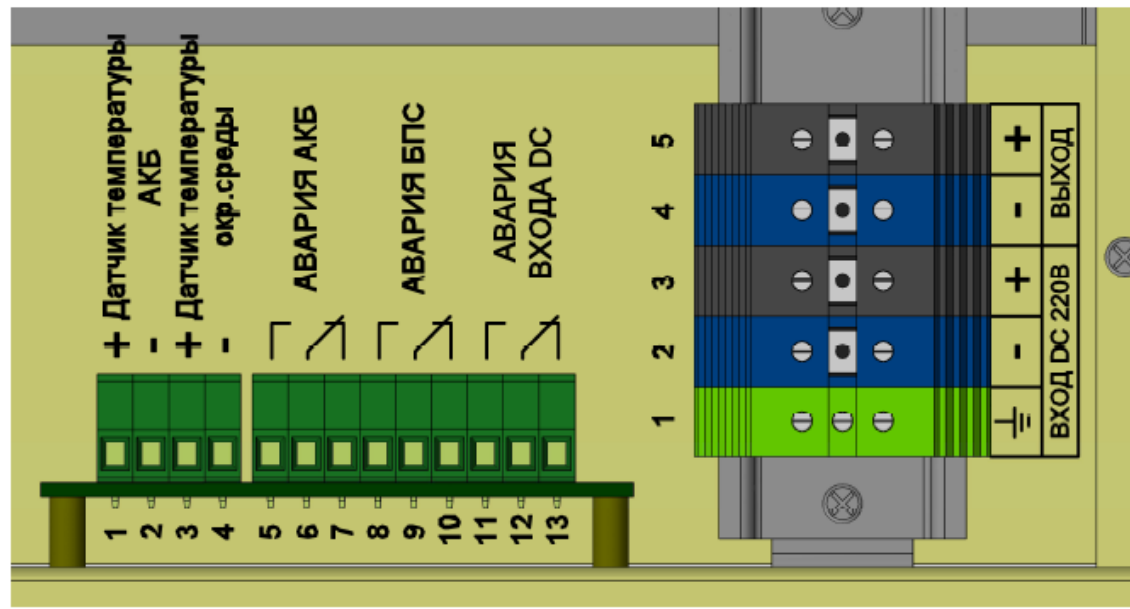 + Датчик температуры
- АКБ
+ Датчик температуры
- окр.среды
АВАРИЯ АКБ
АВАРИЯ БПС
АВАРИЯ
ВХОДА DC
1 2 3 4 5 6 7 8 9 10 11 12 13
5 + ВЫХОД
4 -
3 + ВХОД DC 220В
2 -
1